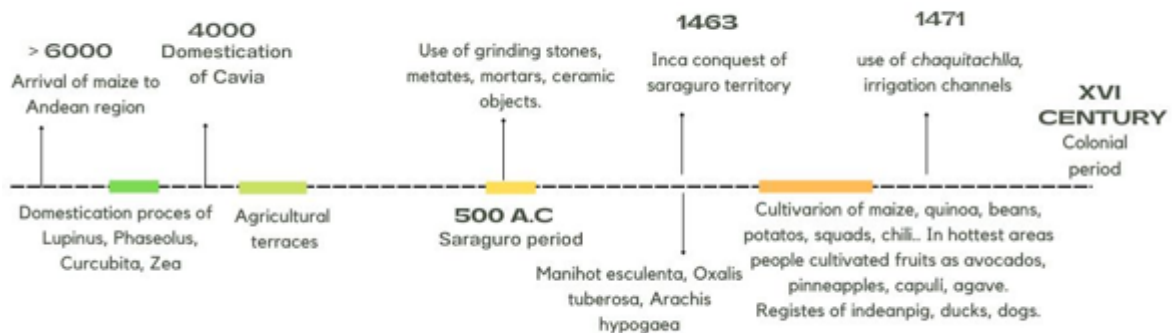 > 6000
Arrival of maize to
Andean region
4000
Domestication
of Cavia
Use of grinding stones,
metates, mortars, ceramic
objects.
1463
Inca conquest of
saraguro territory
1471
use of chaquitachlla,
irrigation channels
XVI
CENTURY
Colonial
period
Domestication proces of
Lupinus, Phaseolus,
Curcubita, Zea
Agricultural
terraces
500 A.C
Saraguro period
Manihot esculenta, Oxalis
tuberosa, Arachis
hypogaea
Cultivarion of maize, quinoa, beans,
potatos, squads, chili.. In hottest areas
people cultivated fruits as avocados,
pinneapples, capulí, agave.
Registes of indeanpig, ducks, dogs.